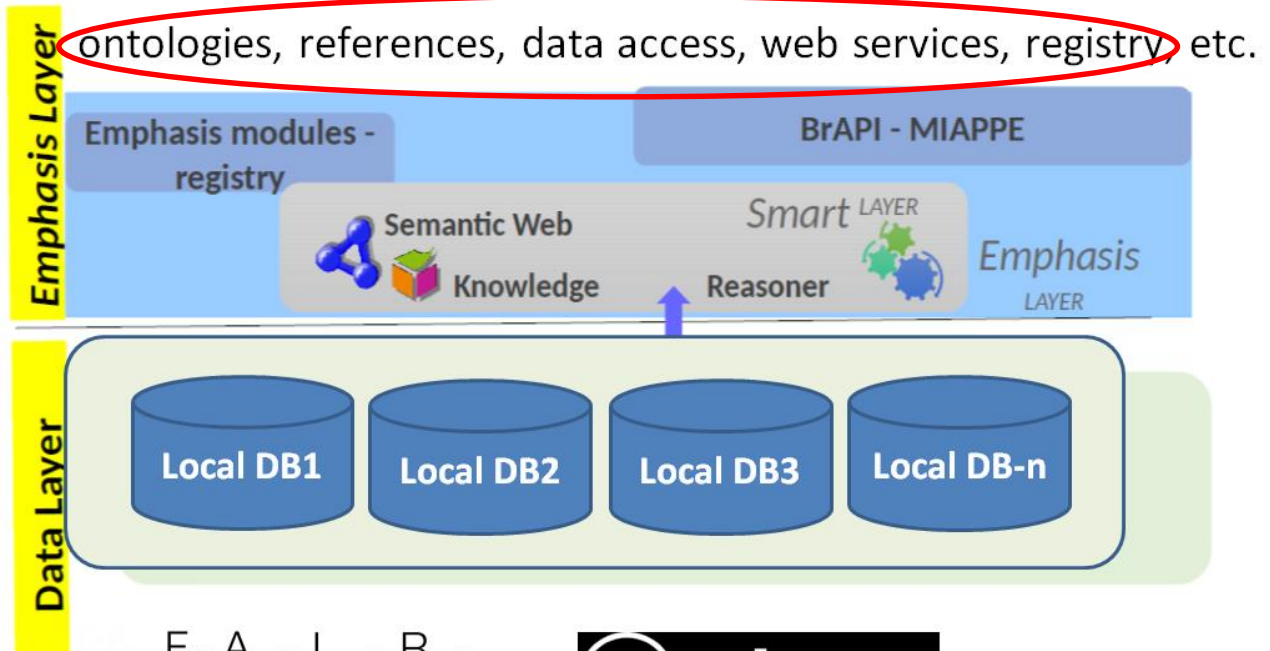 ontologies, references, data access, web services, registry, etc.
Emphasis Layer
Emphasis modules -
registry
BrAPI - MIAPPE
Semantic Web
Knowledge
Smart LAYER
Reasoner
Emphasis
LAYER
Data Layer
Local DB1
Local DB2
Local DB3
Local DB-n
F A I R